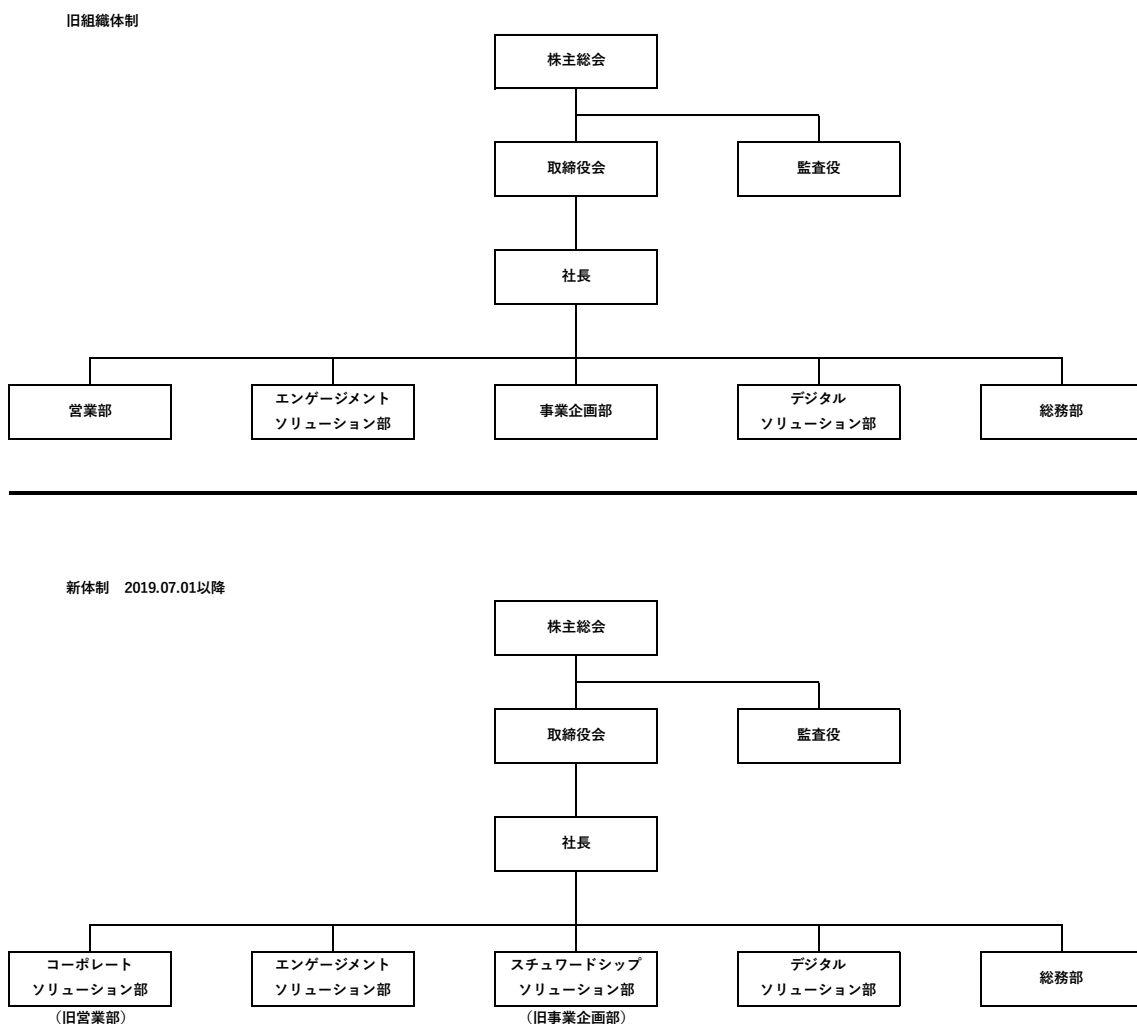 旧組織体制
株主総会
取締役会
監査役
社長
営業部
エンゲージメント
ソリューション部
事業企画部
デジタル
ソリューション部
総務部
新体制　2019.07.01以降
株主総会
取締役会
監査役
社長
コーポレート
ソリューション部
（旧営業部）
エンゲージメント
ソリューション部
スチュワードシップ
ソリューション部
（旧事業企画部）
デジタル
ソリューション部
総務部